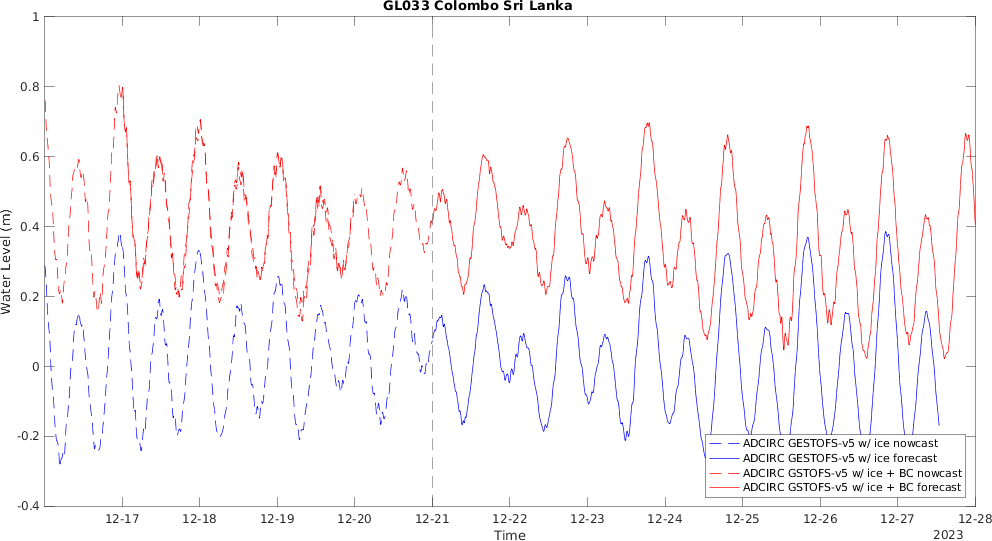 GL033 Colombo Sri Lanka
1
0.8
0.6
0.4
0.2
0
-0.2
-0.4
Water Level (m)
ADCIRC GESTOFS-v5 w/ ice nowcast
ADCIRC GESTOFS-v5 w/ ice forecast
ADCIRC GSTOFS-v5 w/ ice + BC nowcast
ADCIRC GSTOFS-v5 w/ ice + BC forecast
12-17 12-18 12-19 12-20 12-21 12-22 12-23 12-24 12-25 12-26 12-27 12-28
Time
2023